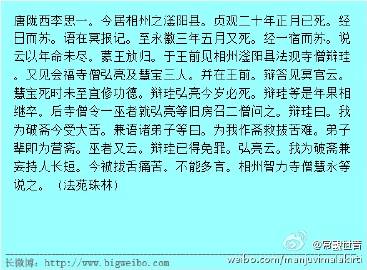 唐陇西李思一。今居相州之滏阳县。贞观二十年正月已死。经
日而苏。语在冥报记。至永徽三年五月又死。经一宿而苏。说
云以年命未尽。蒙王放归。于王前见相州滏阳县法观寺僧辩珪。
又见会福寺僧弘亮及慧宝三人。并在王前。辩答见冥官云。
慧宝死时未至宜修功德。辩珪弘亮今岁必死。辩珪等是年果相
继卒。后寺僧令一巫者就弘亮等旧房召二僧问之。辩珪曰。我
为破斋今受大苦。兼语诸弟子等曰。为我作斋救拔苦难。弟子
辈即为营斋。巫者又云。辩珪已得免罪。弘亮云。我为破斋兼
妄持人长短。今被拔舌痛苦。不能多言。相州智力寺僧慧永等
说之。（法苑珠林）
长微博：http://www.bigweibo.com
weibo.com/manjuvimalakirti